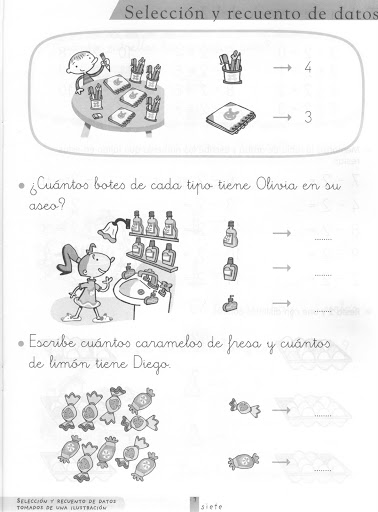 Selección y recuento de datos
4
3
¿Cuántos botes de cada tipo tiene Olivia en su
aseo?
.......
.......
.......
Escribe cuántos caramelos de fresa y cuántos
de limón tiene Diego.
.......
.......
SELECCIÓN Y RECUENTO DE DATOS
TOMADOS DE UNA ILUSTRACIÓN
siete